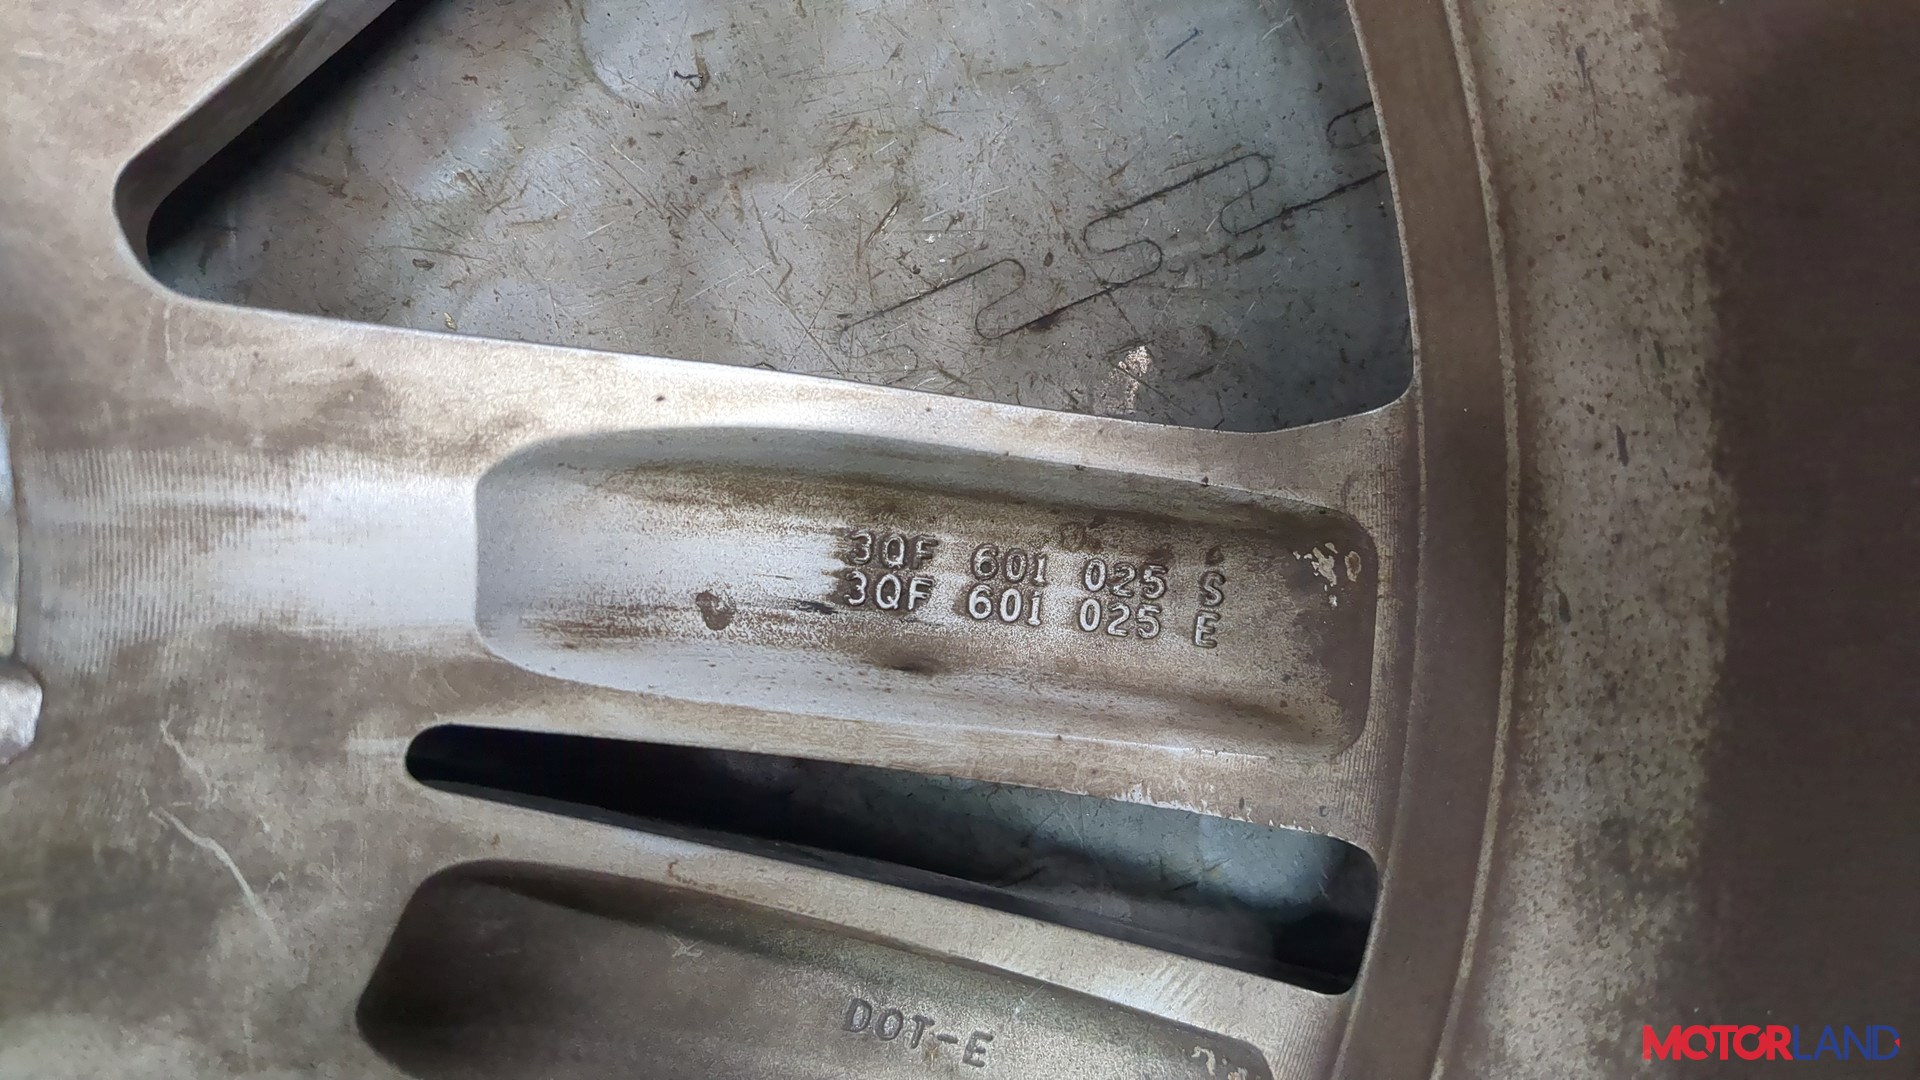 3QF 601 025 S
3QF 601 025 E
DOT-E
MOTORLAND